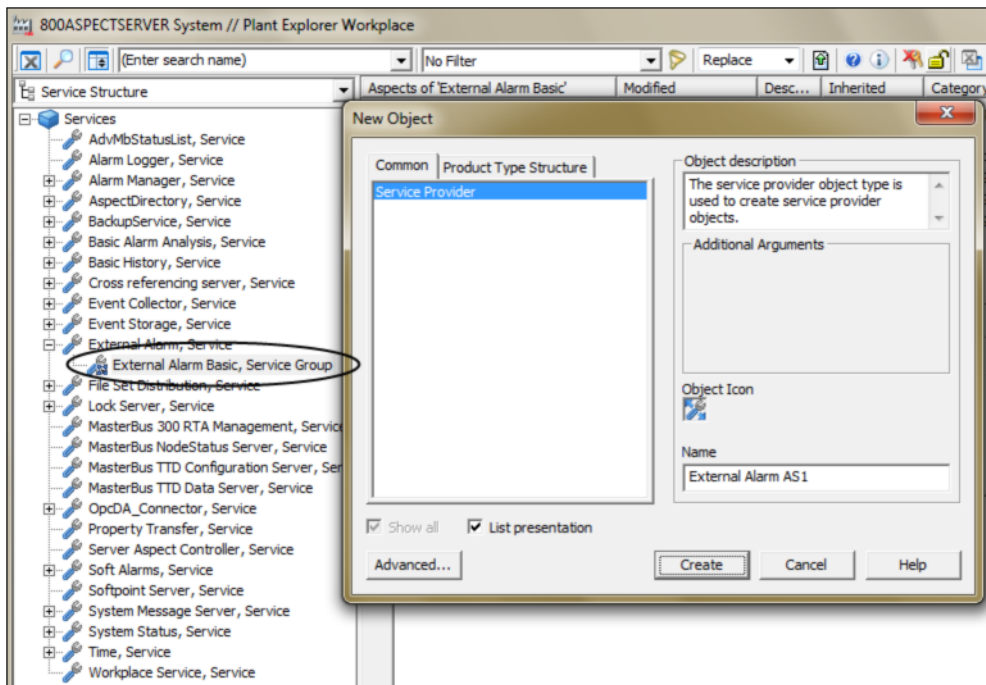 800ASPECTSERVER System // Plant Explorer Workplace
(Enter search name)
No Filter
Replace
Service Structure
Aspects of 'External Alarm Basic'
Modified
Desc...
Inherited
Category
Services
AdvMbStatusList, Service
Alarm Logger, Service
Alarm Manager, Service
AspectDirectory, Service
BackupService, Service
Basic Alarm Analysis, Service
Basic History, Service
Cross referencing server, Service
Event Collector, Service
Event Storage, Service
External Alarm, Service
External Alarm Basic, Service Group
File Set Distribution, Service
Lock Server, Service
MasterBus 300 RTA Management, Service
MasterBus NodeStatus Server, Service
MasterBus TTD Configuration Server, Ser
MasterBus TTD Data Server, Service
OpcDA_Connector, Service
Property Transfer, Service
Server Aspect Controller, Service
Soft Alarms, Service
Softpoint Server, Service
System Message Server, Service
System Status, Service
Time, Service
Workplace Service, Service
New Object
Common
Product Type Structure
Service Provider
Object description
The service provider object type is
used to create service provider
objects.
Additional Arguments
Object Icon
Name
External Alarm AS1
Show all
List presentation
Advanced...
Create
Cancel
Help